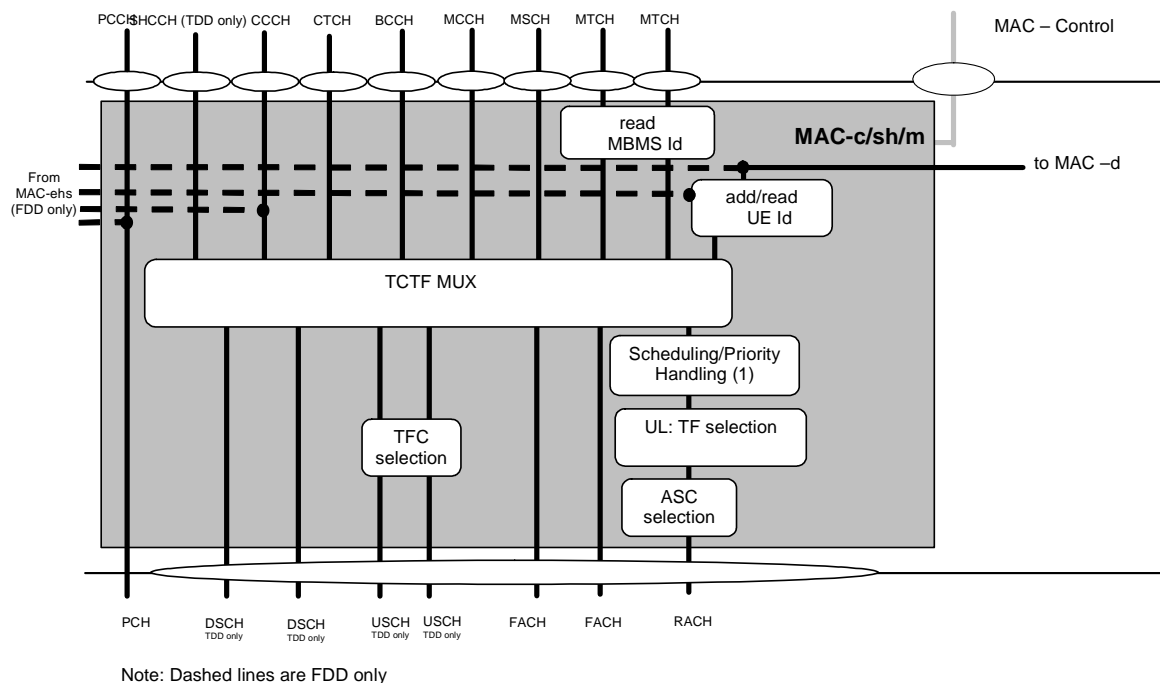 PCCH SHCCH (TDD only) CCCH CTCH BCCH MCCH MSCH MTCH MTCH
MAC – Control
read
MBMS Id
MAC-c/sh/m
to MAC –d
From
MAC-ehs
(FDD only)
add/read
UE Id
TCTF MUX
Scheduling/Priority
Handling (1)
UL: TF selection
TFC
selection
ASC
selection
PCH DSCH DSCH USCH USCH FACH FACH RACH
TDD only TDD only TDD only TDD only
Note: Dashed lines are FDD only